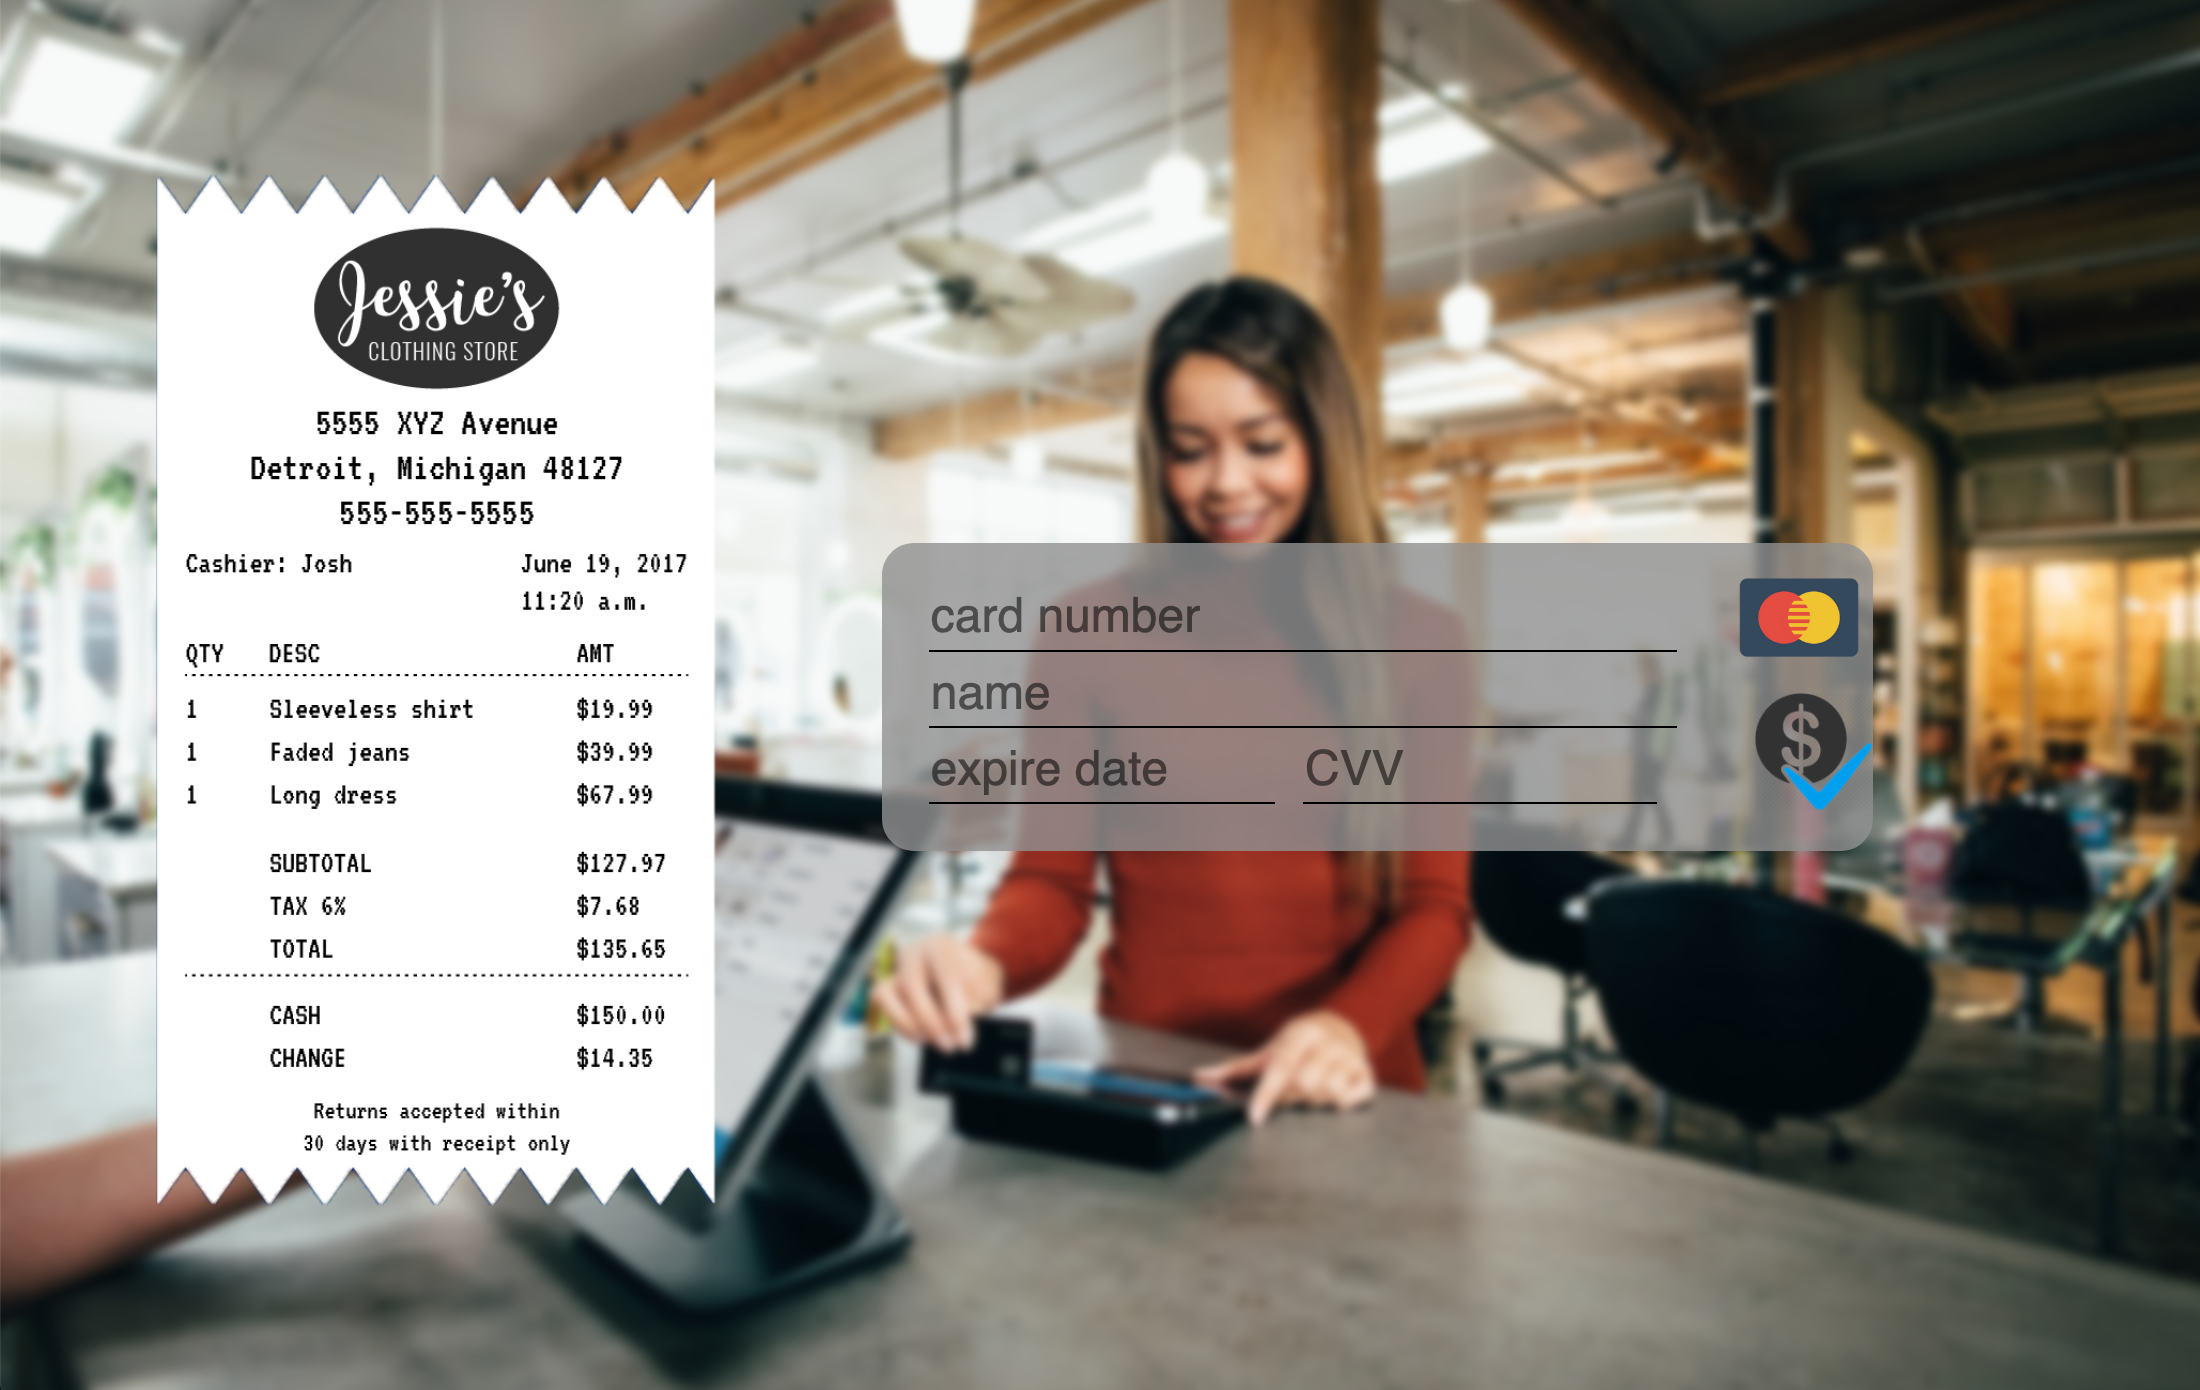 Jessie's
CLOTHING STORE
5555 XYZ Avenue
Detroit, Michigan 48127
555-555-5555
Cashier: Josh June 19, 2017
11:20 a.m.
QTY DESC AMT
1 Sleeveless shirt $19.99
1 Faded jeans $39.99
1 Long dress $67.99
SUBTOTAL $127.97
TAX 6% $7.68
TOTAL $135.65
CASH $150.00
CHANGE $14.35
Returns accepted within
30 days with receipt only
card number
name
expire date CVV
$